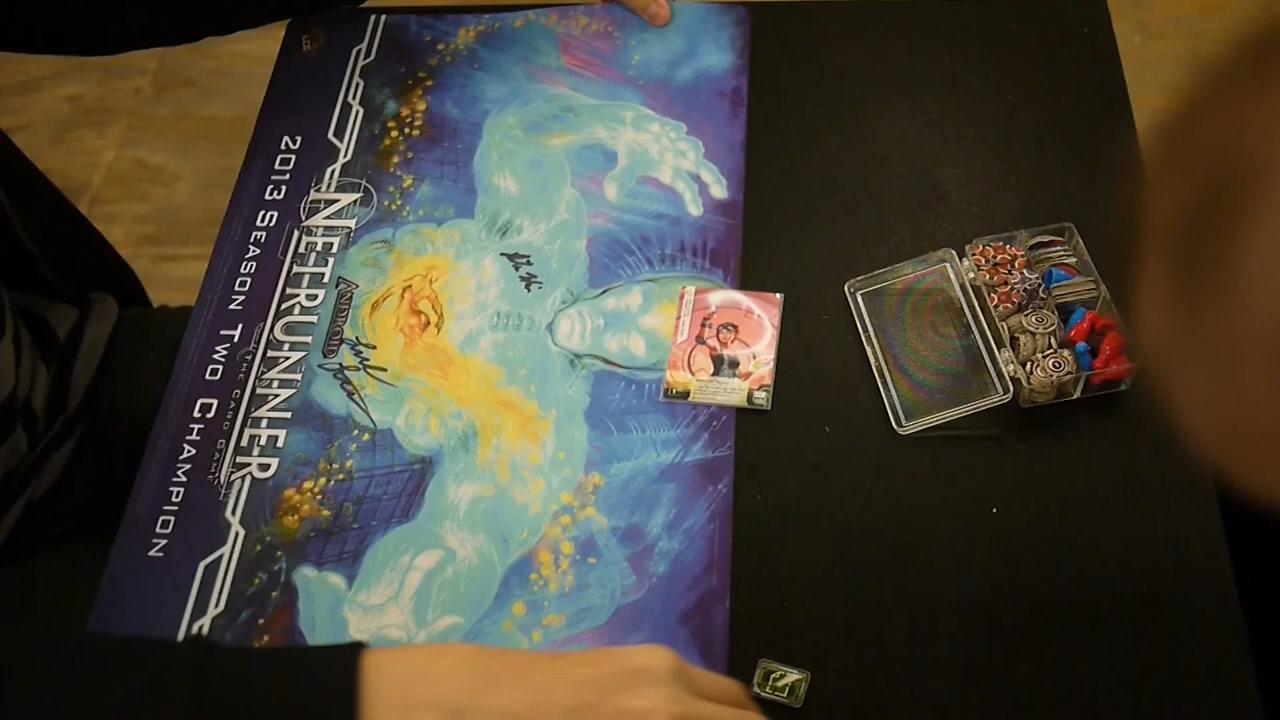 NETRUNNER
ANDROID
THE CARD GAME
2013 SEASON TWO CHAMPION